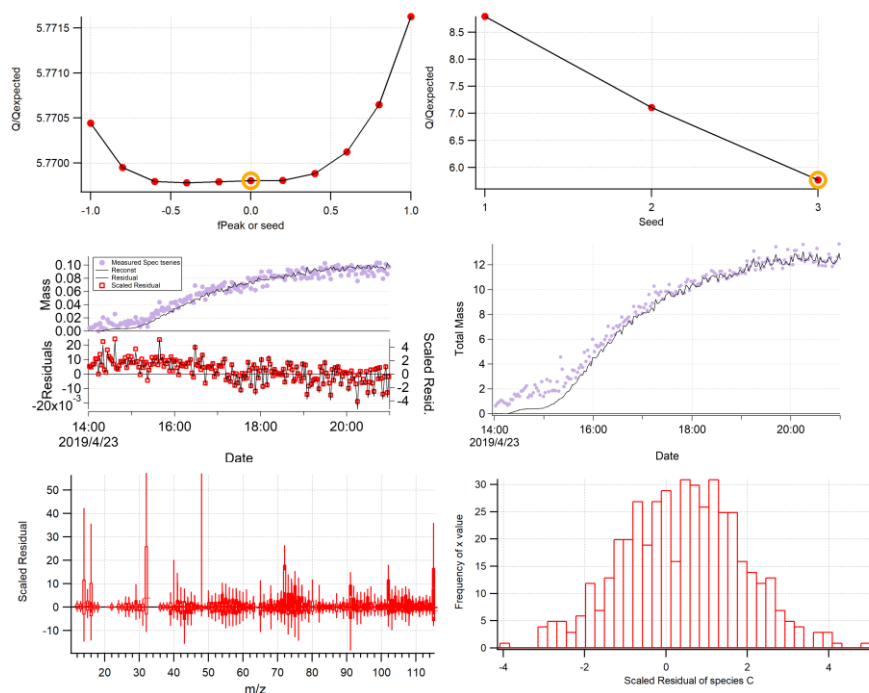 5.7715
5.7710
5.7705
5.7700
Q/Qexpected
-1.0 -0.5 0.0 0.5 1.0
fPeak or seed
8.5
8.0
7.5
7.0
6.5
6.0
Q/Qexpected
1 2 3
Seed
0.10
0.08
0.06
0.04
0.02
0.00
Mass
Measured Spec tseries
Reconst
Residual
Scaled Residual
20
10
0
-10
-20x10-3
Residuals
4
2
0
-2
-4
Scaled Resid.
14:00 16:00 18:00 20:00
2019/4/23
Date
12
10
8
6
4
2
0
Total Mass
14:00 16:00 18:00 20:00
2019/4/23
Date
50
40
30
20
10
0
-10
Scaled Residual
20 30 40 50 60 70 80 90 100 110
m/z
30
25
20
15
10
5
0
Frequency of x value
-4 -2 0 2 4
Scaled Residual of species C